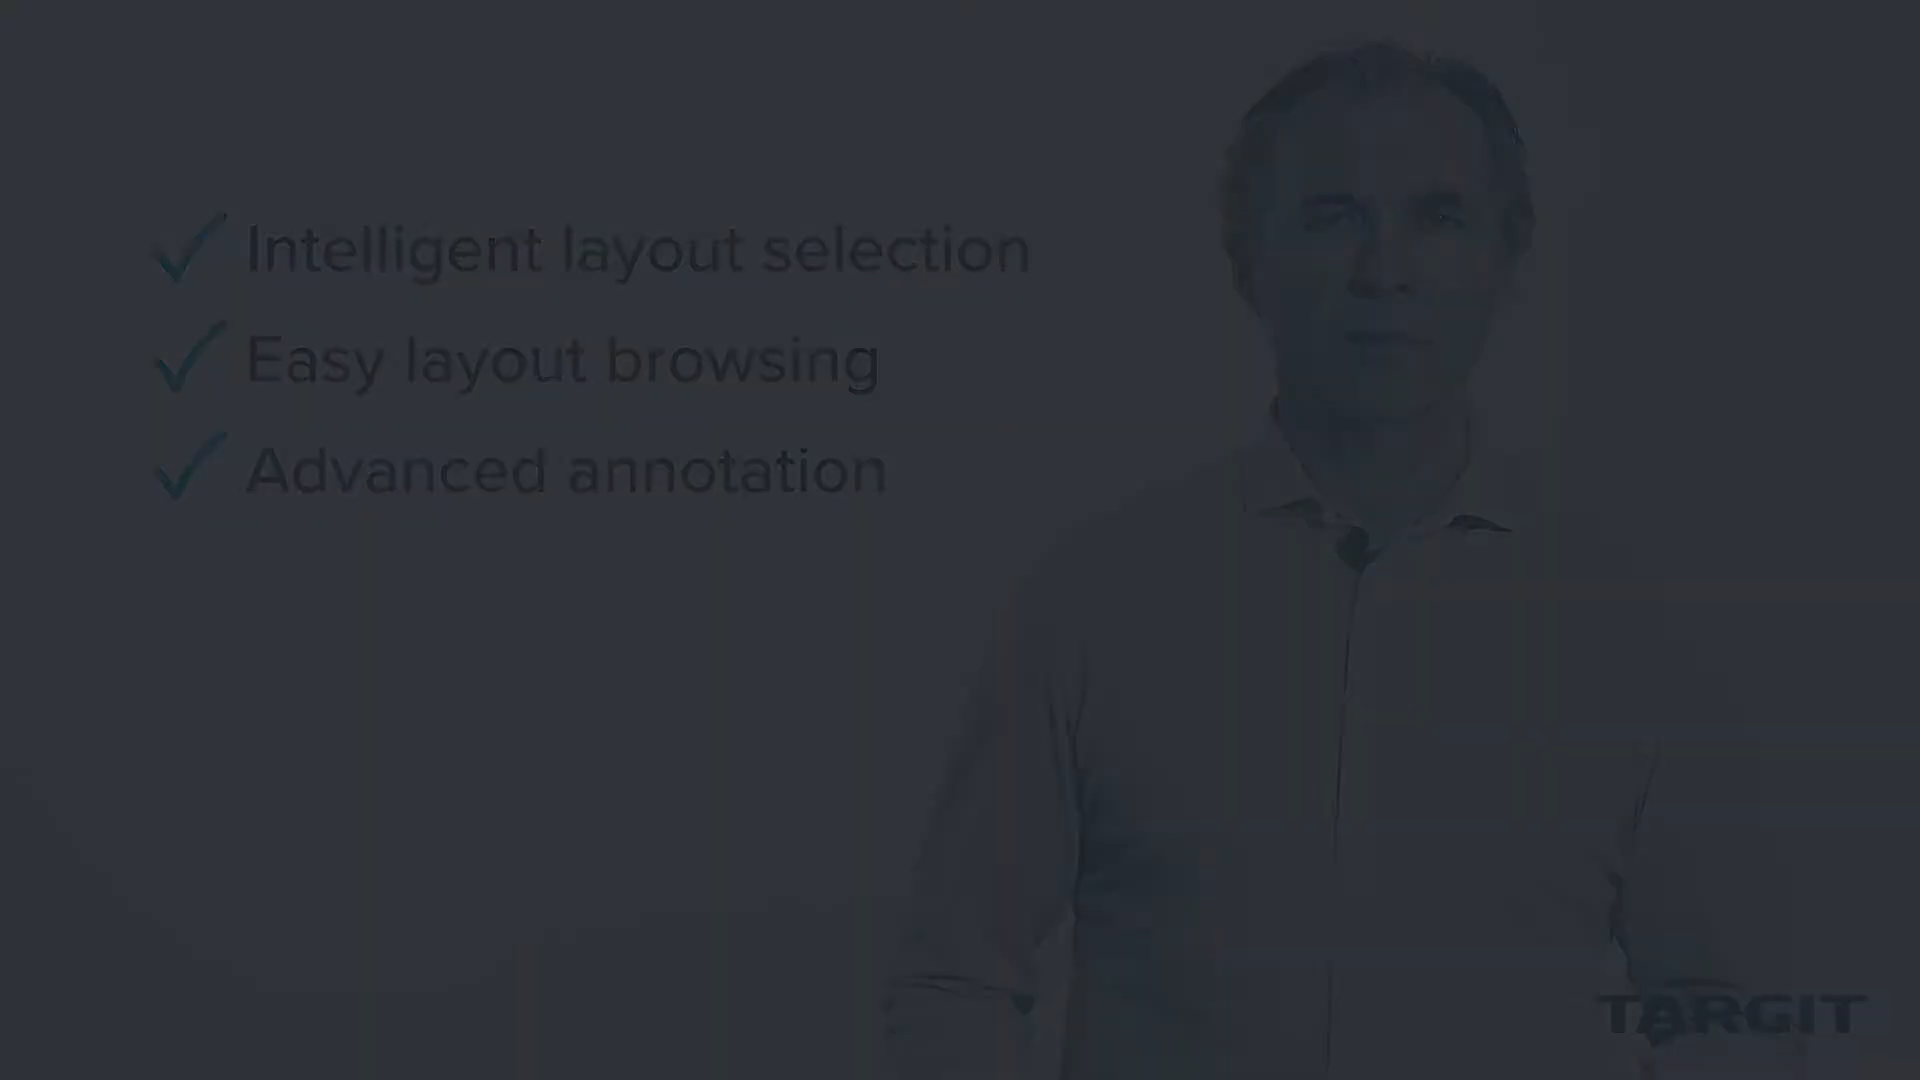 Intelligent layout selection
Easy layout browsing
Advanced annotation
TARGIT